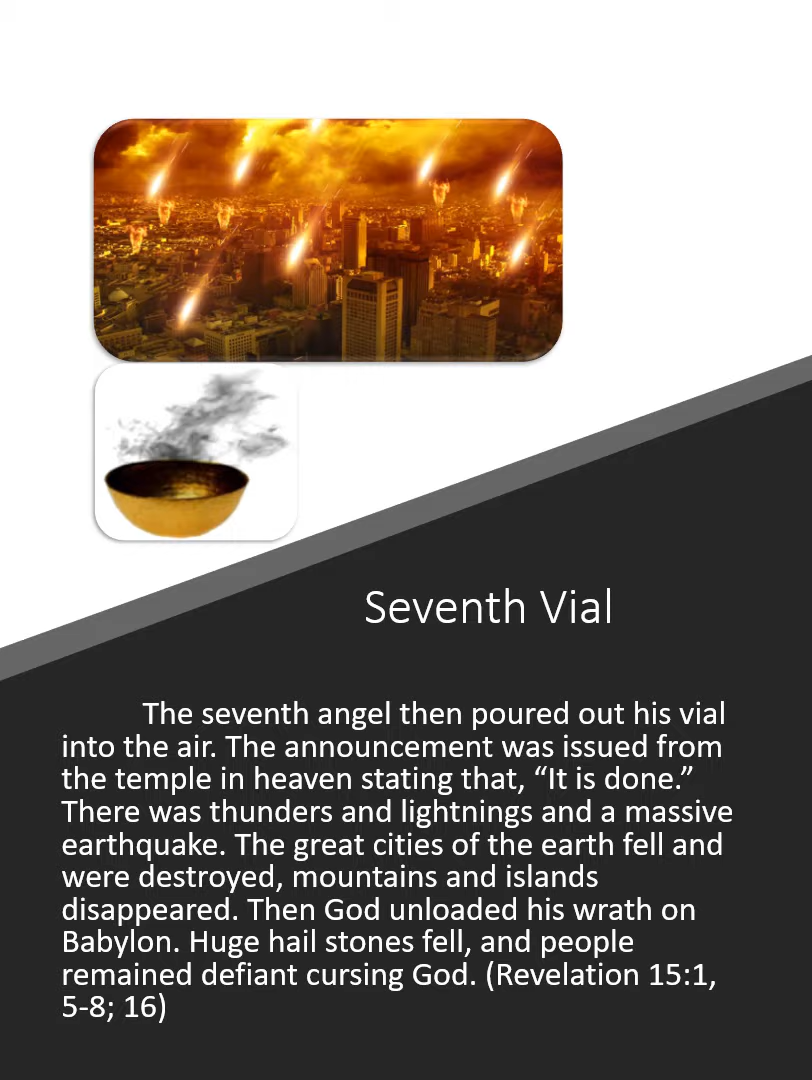 Seventh Vial
The seventh angel then poured out his vial
into the air. The announcement was issued from
the temple in heaven stating that, “It is done.”
There was thunders and lightnings and a massive
earthquake. The great cities of the earth fell and
were destroyed, mountains and islands
disappeared. Then God unloaded his wrath on
Babylon. Huge hail stones fell, and people
remained defiant cursing God. (Revelation 15:1,
5-8; 16)